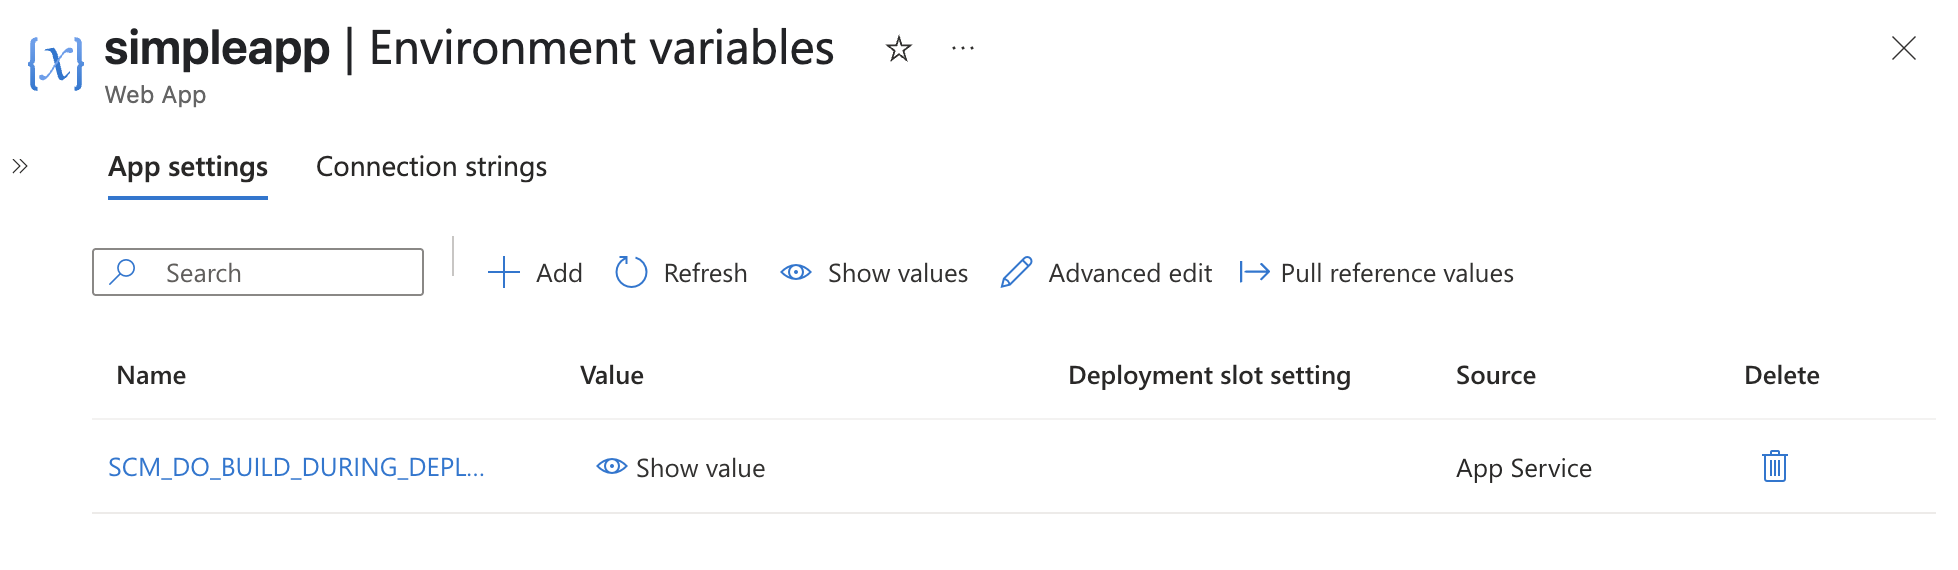 {x} simpleapp | Environment variables ☆ ...
Web App
App settings Connection strings
Search Add Refresh Show values Advanced edit Pull reference values
Name Value Deployment slot setting Source Delete
SCM_DO_BUILD_DURING_DEPL... Show value App Service